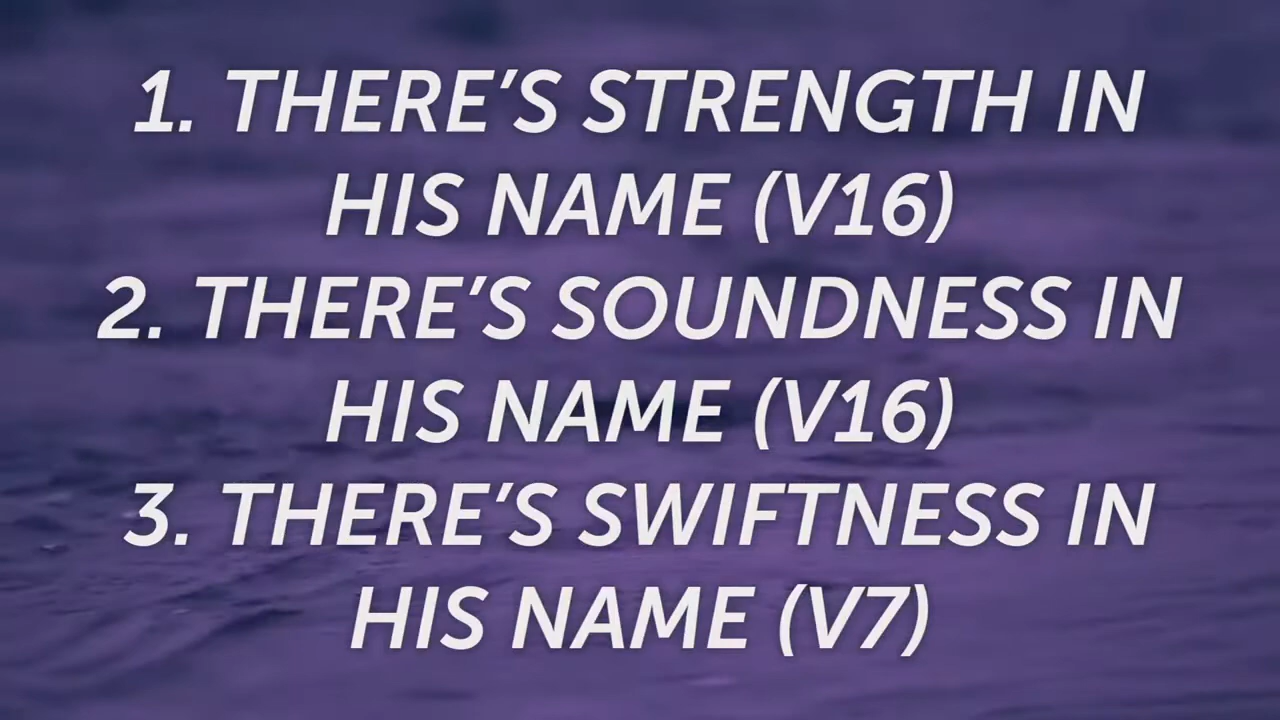 1. THERE’S STRENGTH IN
HIS NAME (V16)
2. THERE’S SOUNDNESS IN
HIS NAME (V16)
3. THERE’S SWIFTNESS IN
HIS NAME (V7)